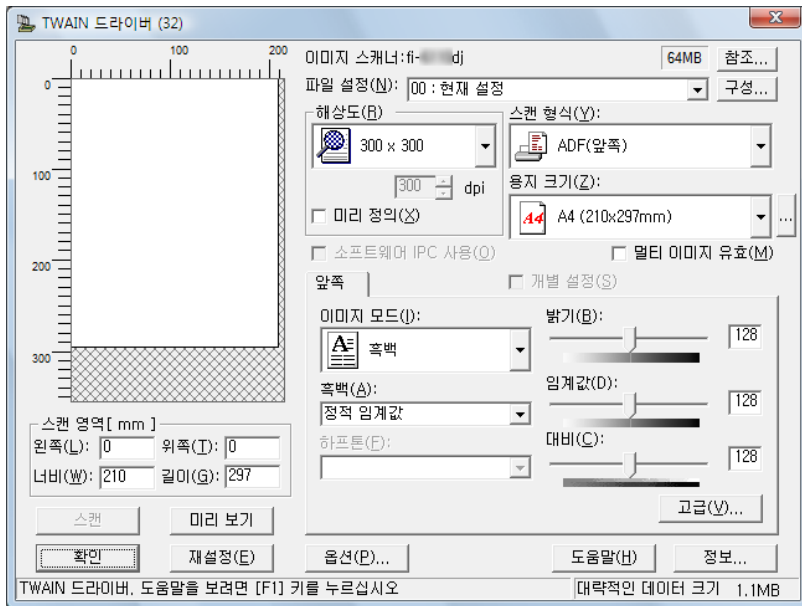 TWAIN 드라이버 (32)
0 100 200
이미지 스캐너:fi- dj 64MB 참조...
파일 설정(N): 00 : 현재 설정 구성...
해상도(R) 스캔 형식(Y):
300 x 300 ADF(앞쪽)
300 dpi
용지 크기(Z):
미리 정의(X) A4 A4 (210x297mm) ...
소프트웨어 IPC 사용(O) 멀티 이미지 유효(M)
앞쪽 개별 설정(S)
이미지 모드(I): 밝기(B):
A 흑백 128
흑백(A): 임계값(D):
정적 임계값 128
하프톤(F): 대비(C):
128
고급(V)...
0
100
200
300
스캔 영역[ mm ]
왼쪽(L): 0 위쪽(T): 0
너비(W): 210 길이(G): 297
스캔 미리 보기
확인 재설정(E) 옵션(P)... 도움말(H) 정보...
TWAIN 드라이버, 도움말을 보려면 [F1] 키를 누르십시오 대략적인 데이터 크기 1.1MB